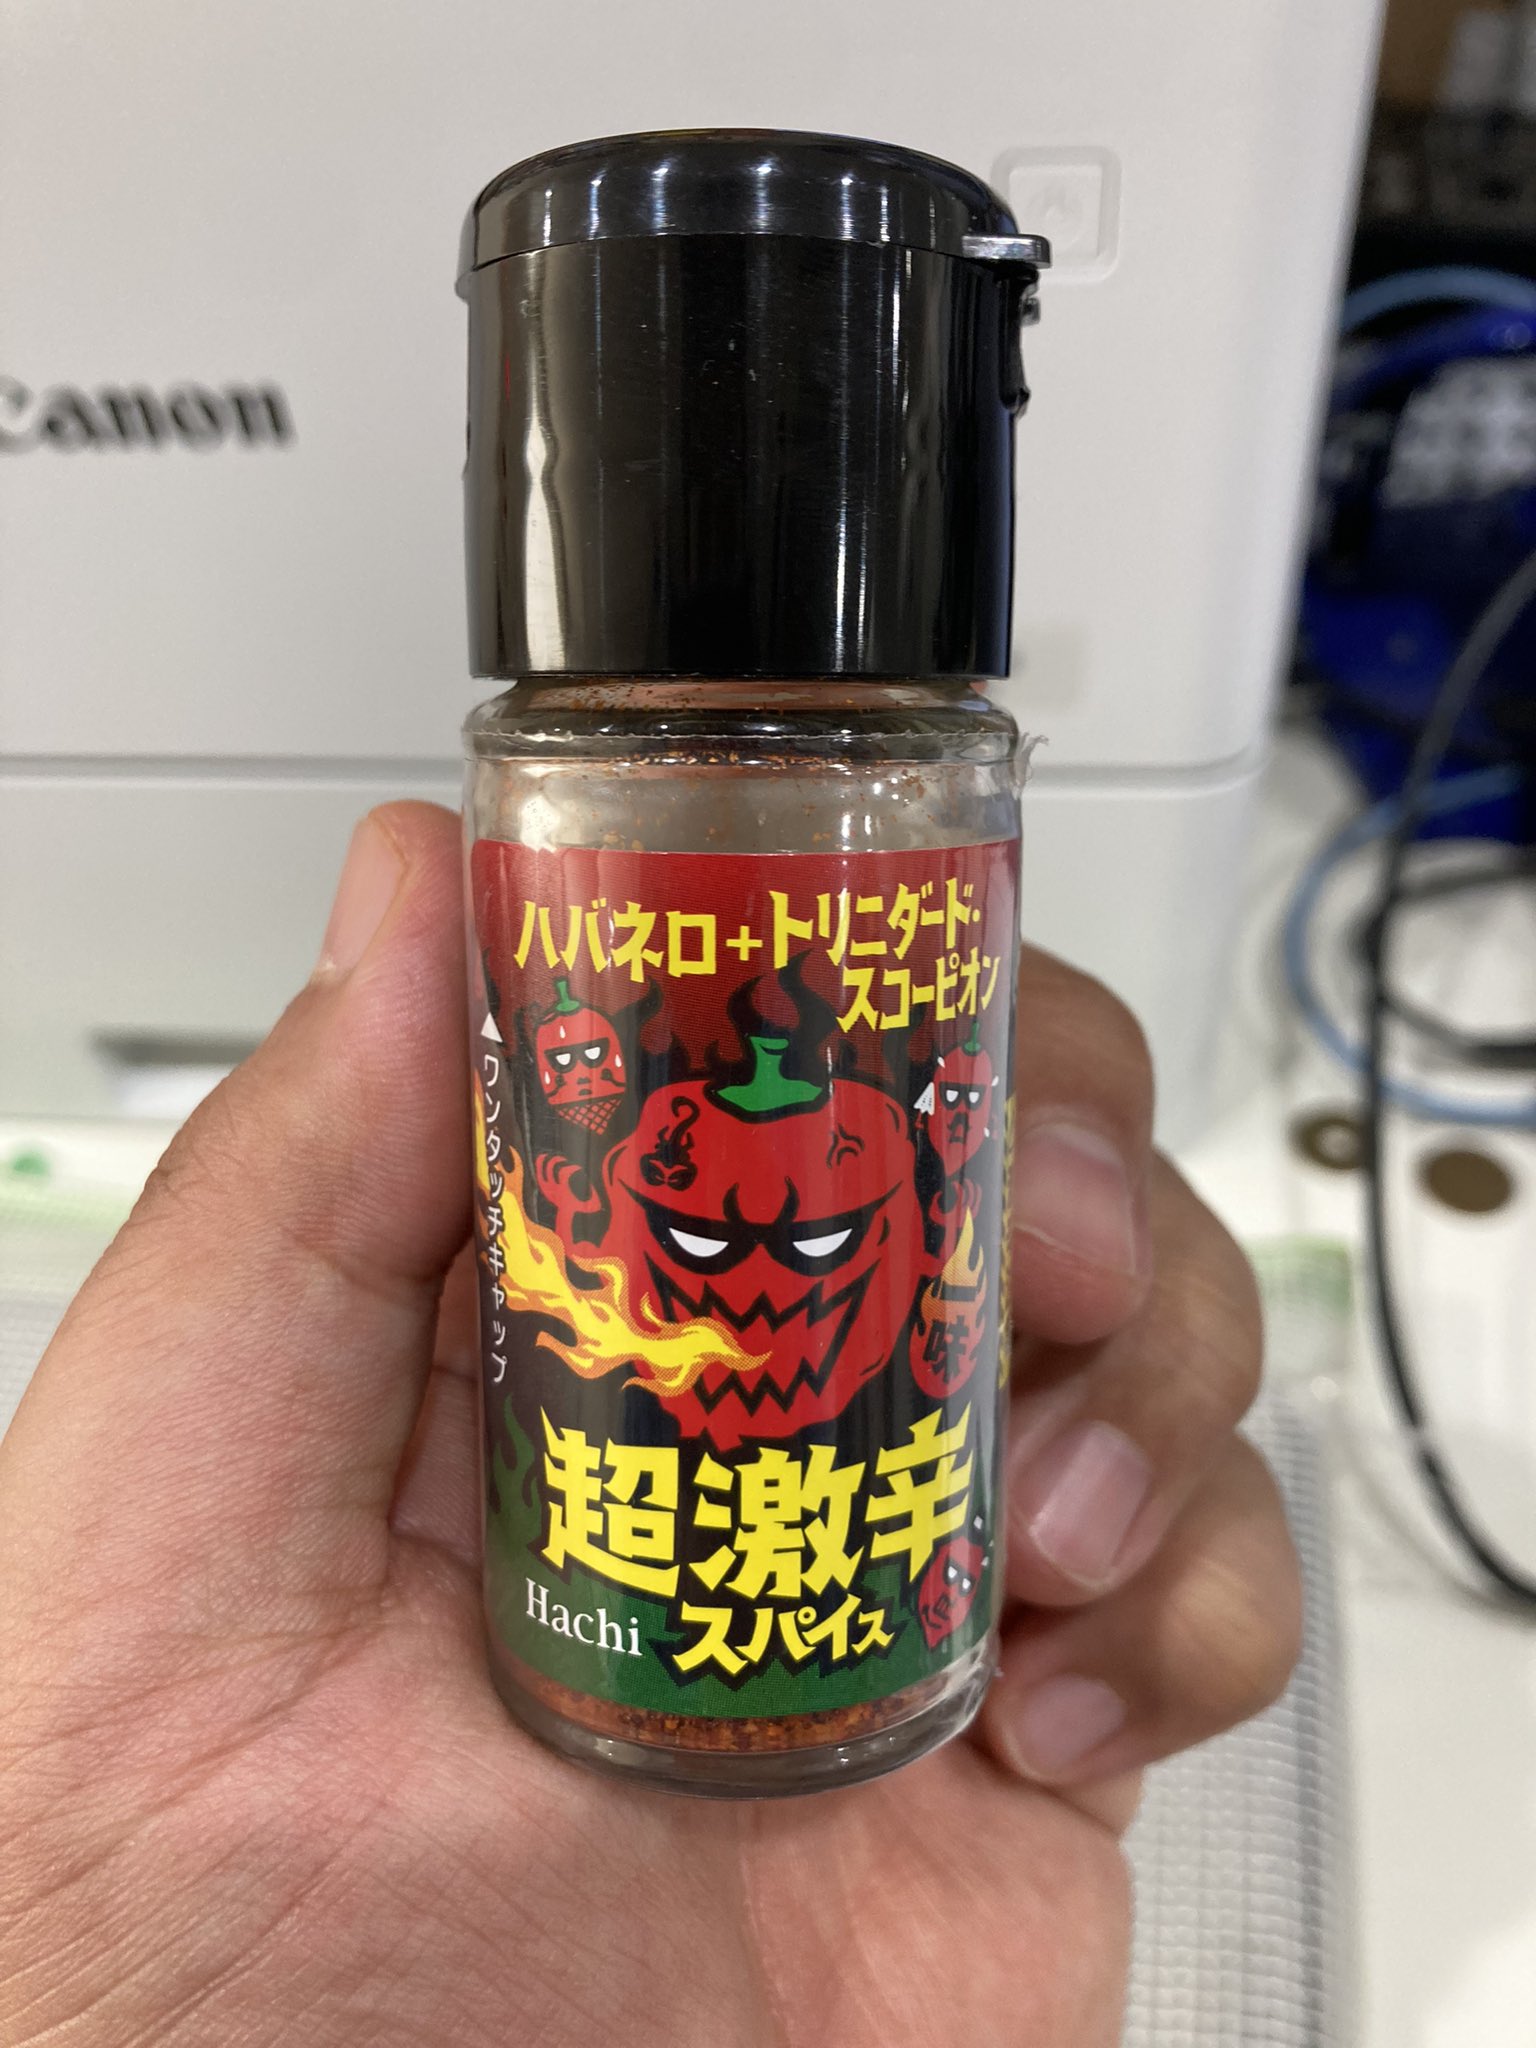 Canon
ハバネロ+トリニダード・
スコーピオン
▲ワンタッチキャップ
一味
超激辛
スパイス
Hachi